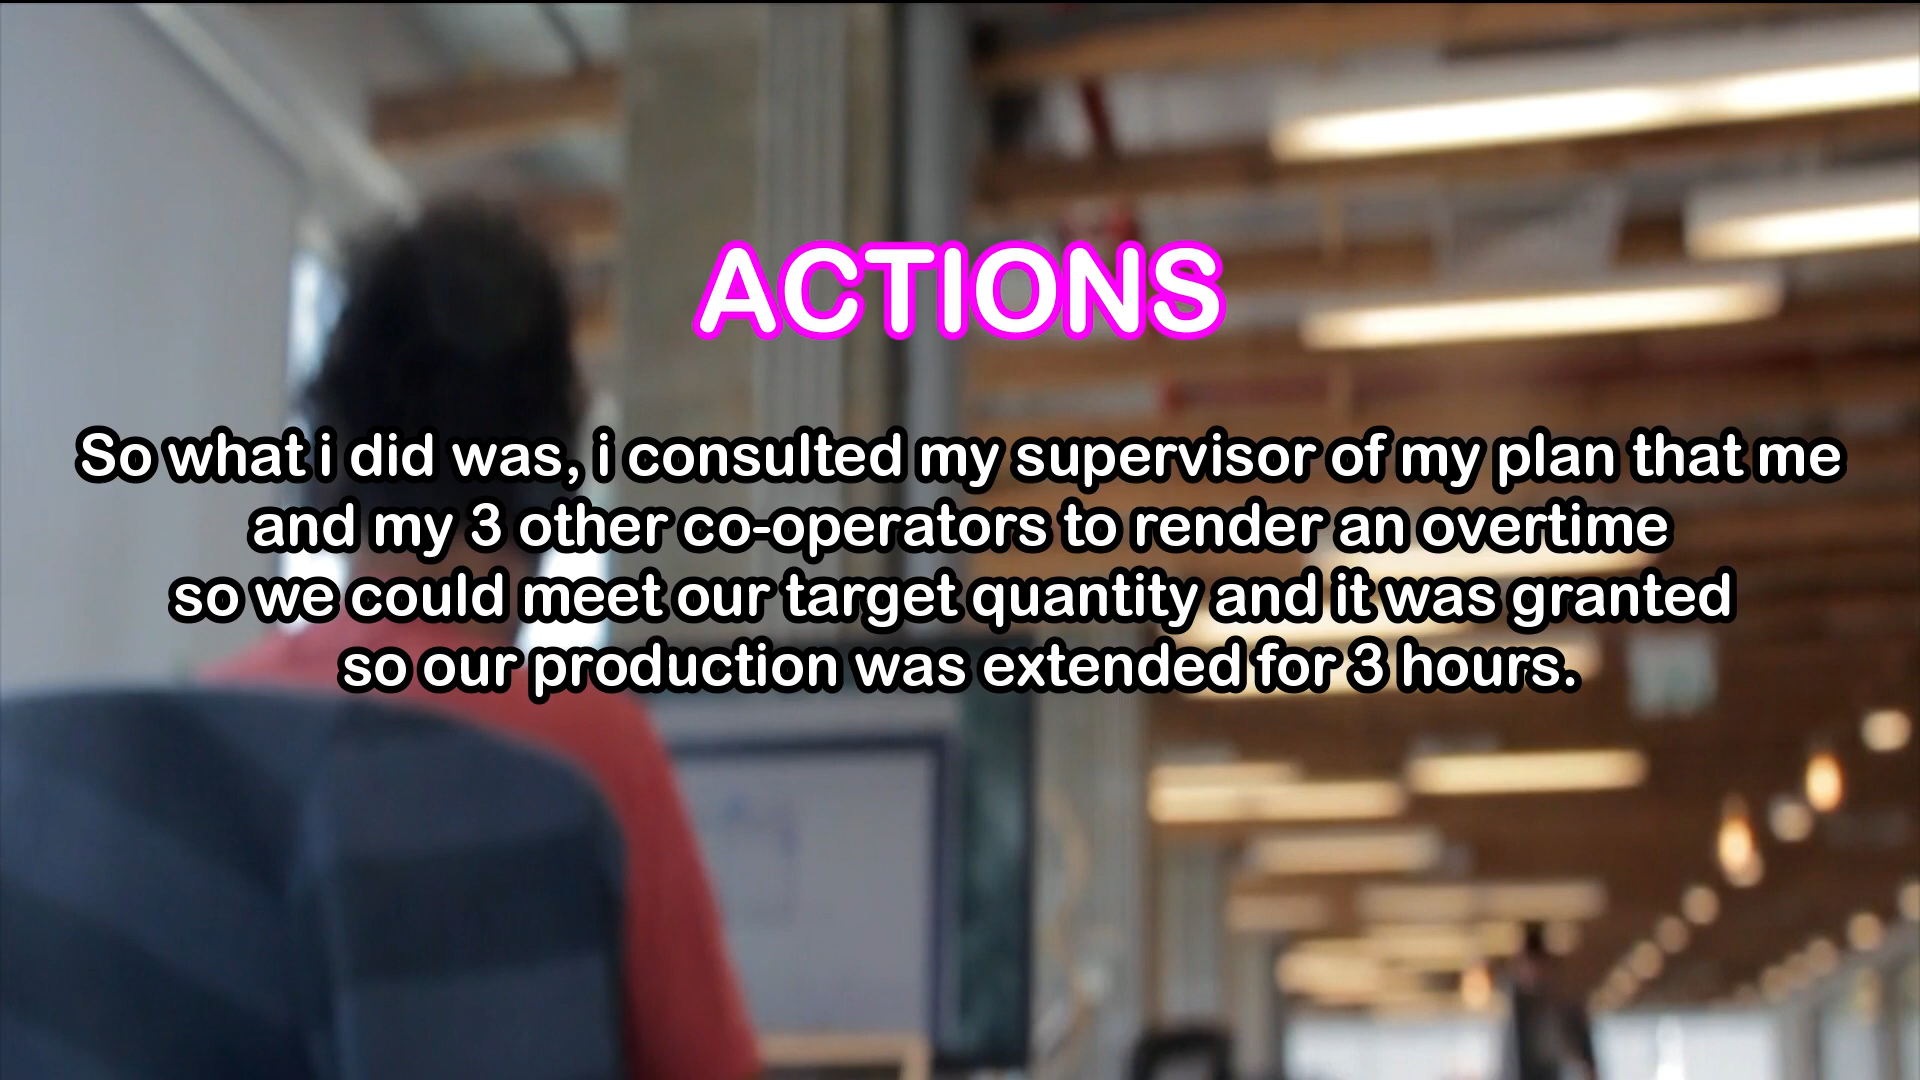 ACTIONS
So what i did was, i consulted my supervisor of my plan that me
and my 3 other co-operators to render an overtime
so we could meet our target quantity and it was granted
so our production was extended for 3 hours.